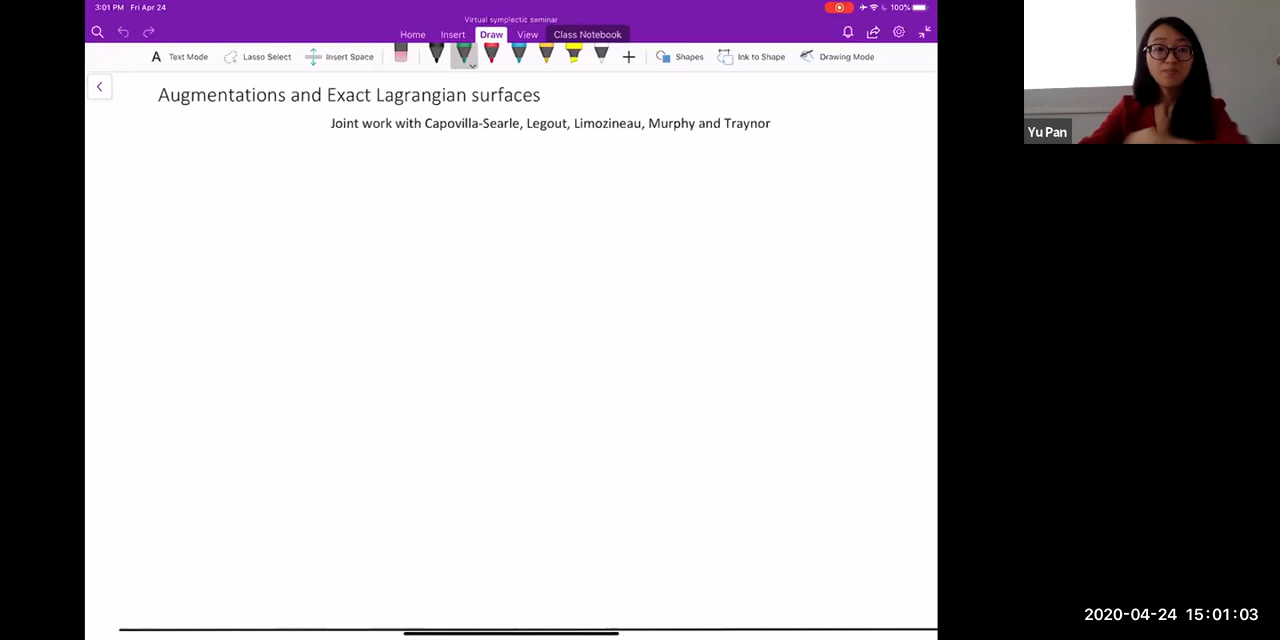 3:01 PM Fri Apr 24
100%
Virtual symplectic seminar
Home Insert Draw View Class Notebook
Text Mode Lasso Select Insert Space Shapes Ink to Shape Drawing Mode
Augmentations and Exact Lagrangian surfaces
Joint work with Capovilla-Searle, Legout, Limozineau, Murphy and Traynor
Yu Pan
2020-04-24 15:01:03